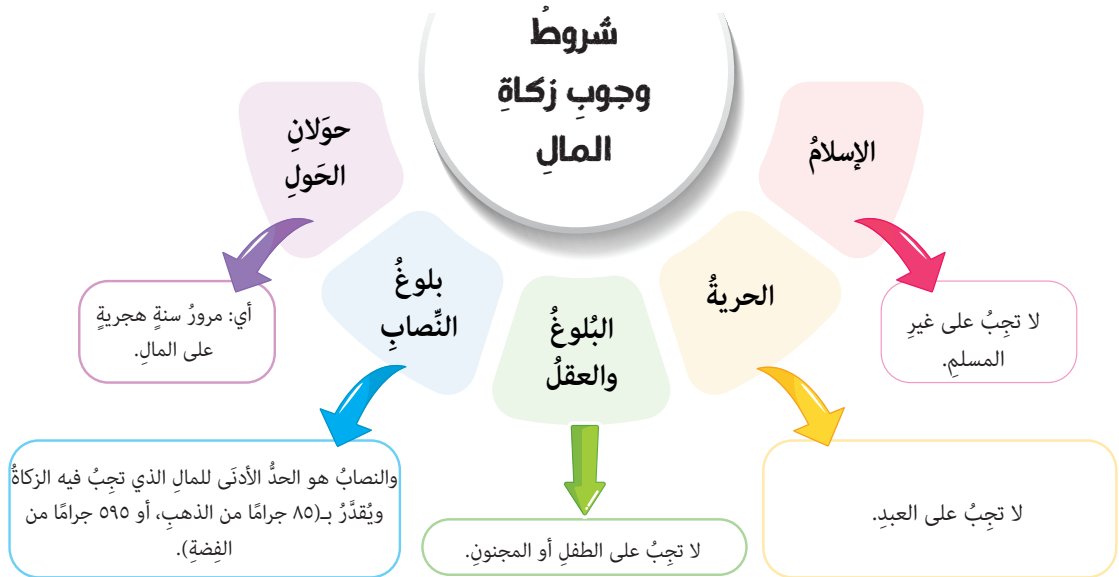 شروطُ
وجوبِ زكاةِ
المالِ
الإسلامُ
لا تجِبُ على غيرِ
المسلمِ.
الحريةُ
لا تجِبُ على العبدِ.
البُلوغُ
والعقلُ
لا تجِبُ على الطفلِ أو المجنونِ.
بلوغُ
النِّصابِ
والنصابُ هو الحدُّ الأدنَى للمالِ الذي تجِبُ فيه الزكاةُ
ويُقدَّرُ بـ(٨٥ جرامًا من الذهبِ، أو ٥٩٥ جرامًا من
الفِضةِ).
حوَلانِ
الحَولِ
أي: مرورُ سنةٍ هجريةٍ
على المالِ.